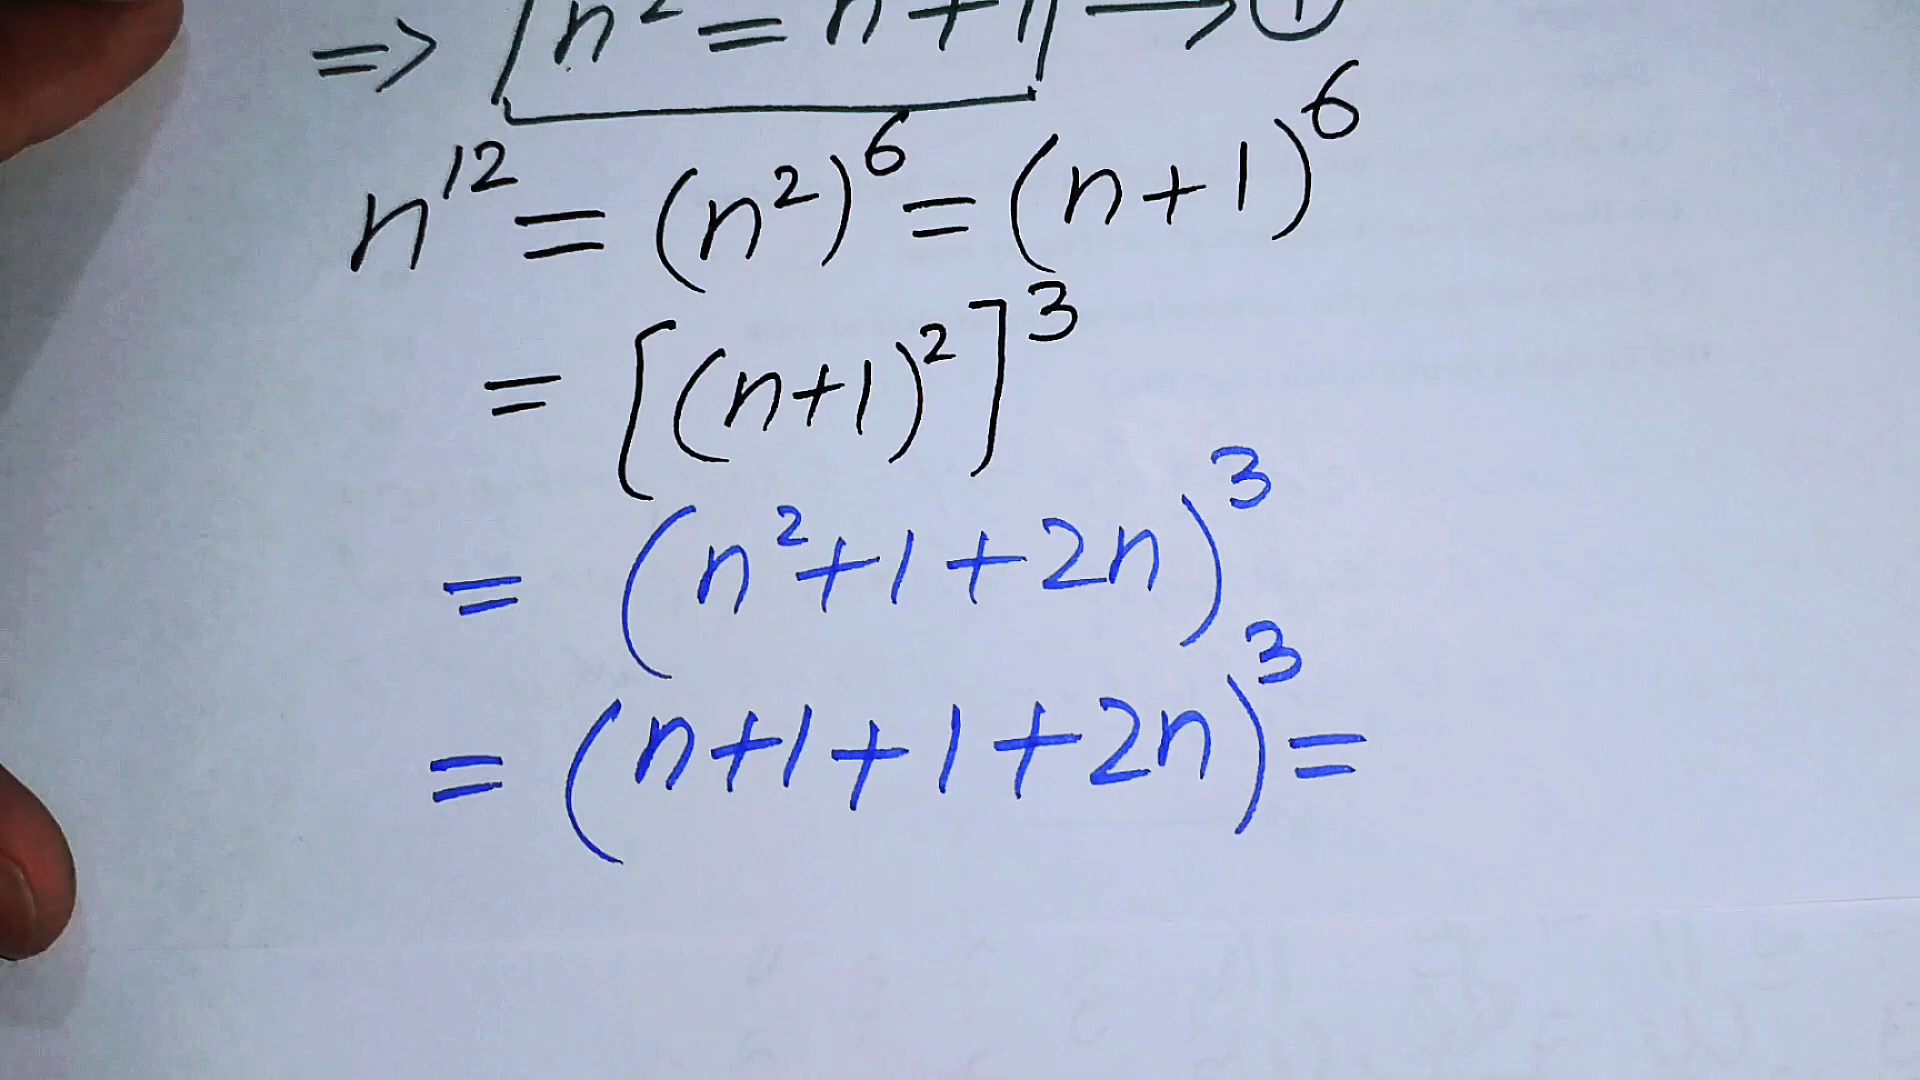 => n² = n+1 → ①
n¹² = (n²)⁶ = (n+1)⁶
= [(n+1)²]³
= (n²+1+2n)³
= (n+1+1+2n)³ =